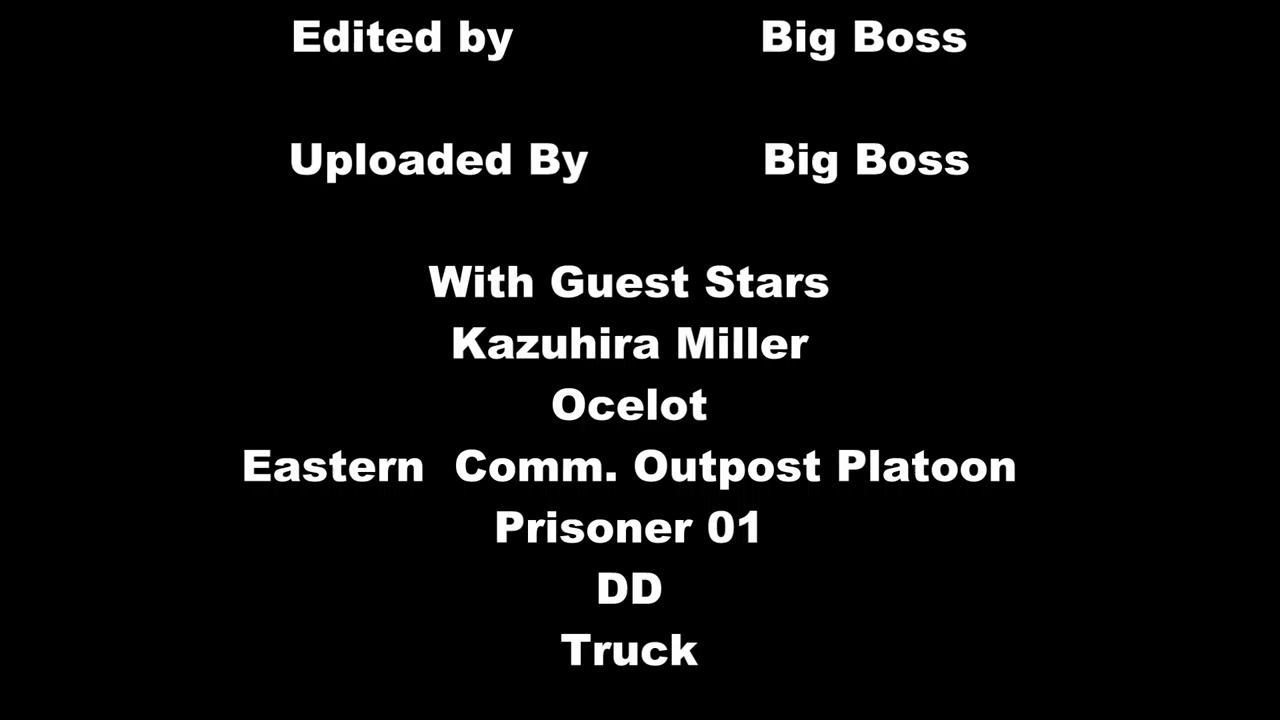 Edited by Big Boss
Uploaded By Big Boss
With Guest Stars
Kazuhira Miller
Ocelot
Eastern  Comm. Outpost Platoon
Prisoner 01
DD
Truck